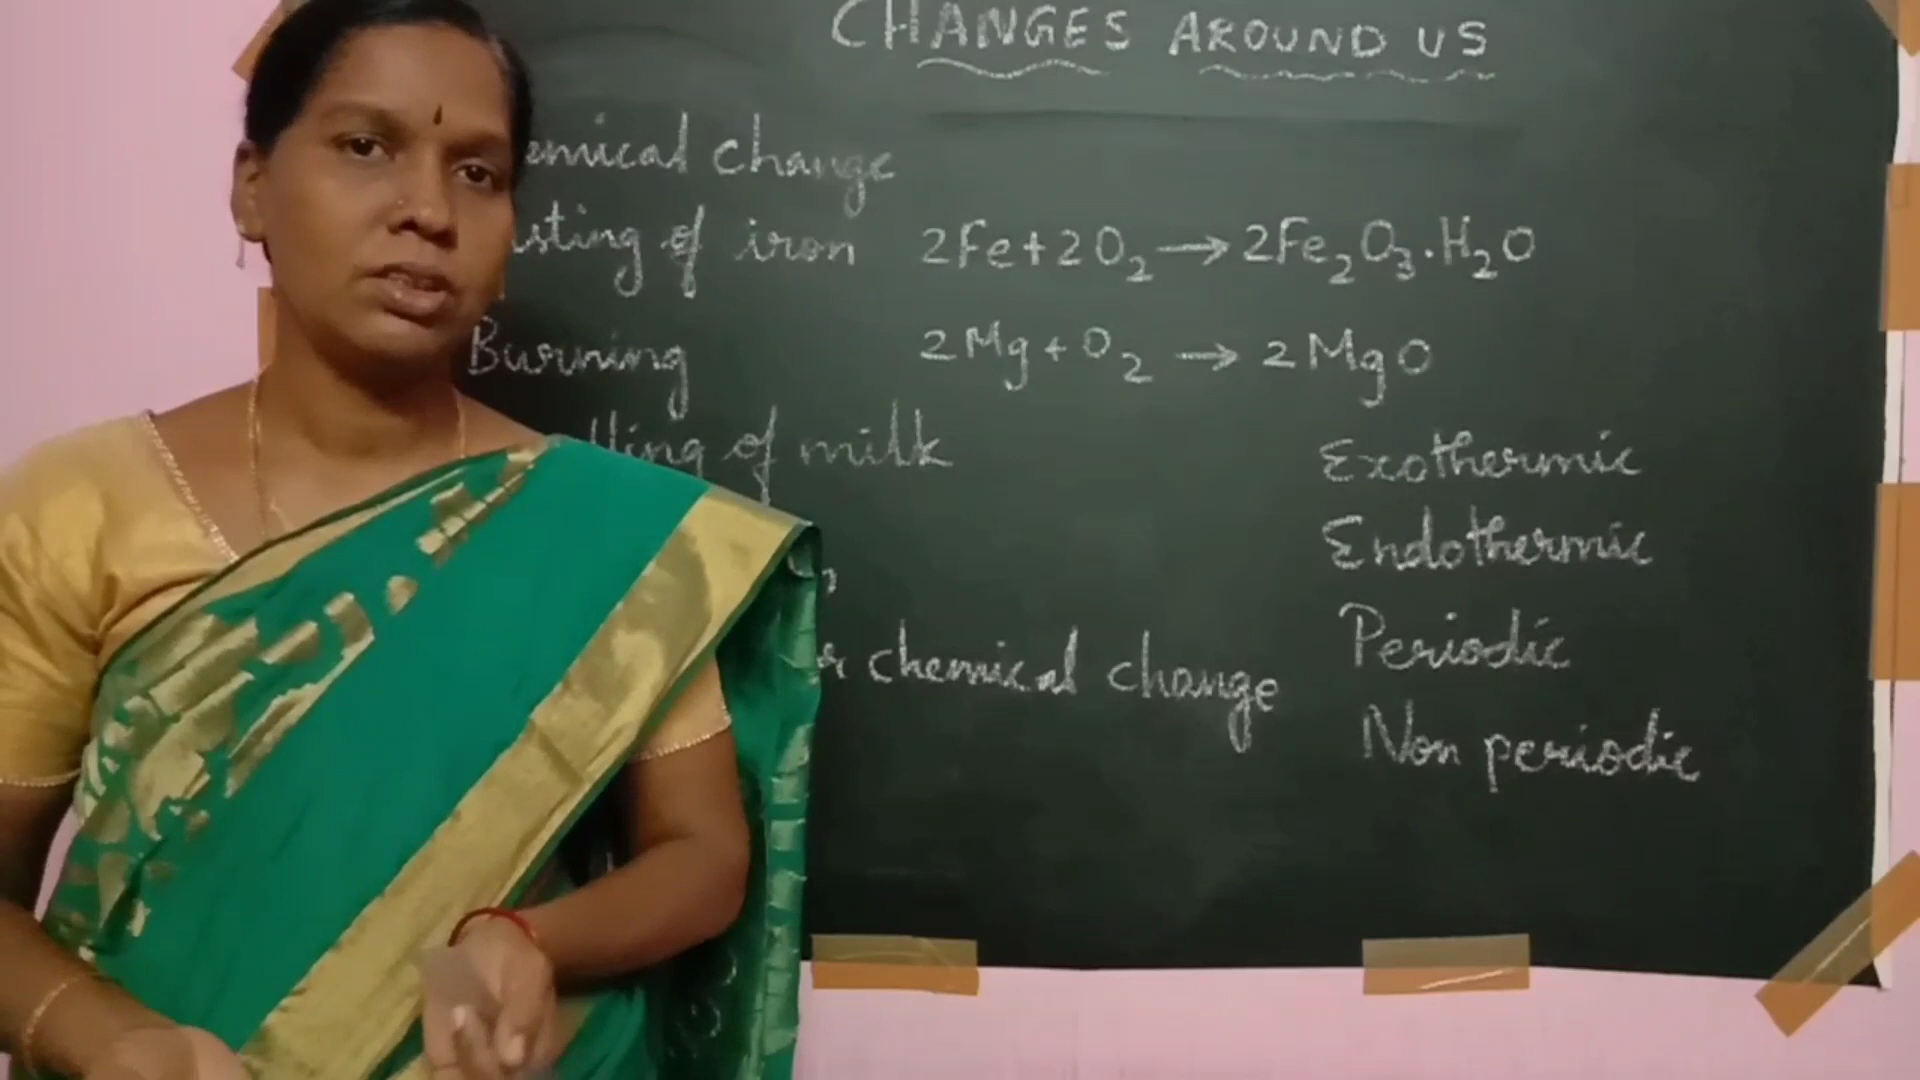 CHANGES AROUND US
emical change
usting of iron 2Fe+2O₂→2Fe₂O₃.H₂O
Burning 2Mg+O₂→2MgO
lling of milk
Exothermic
Endothermic
chemical change
Periodic
Non periodic